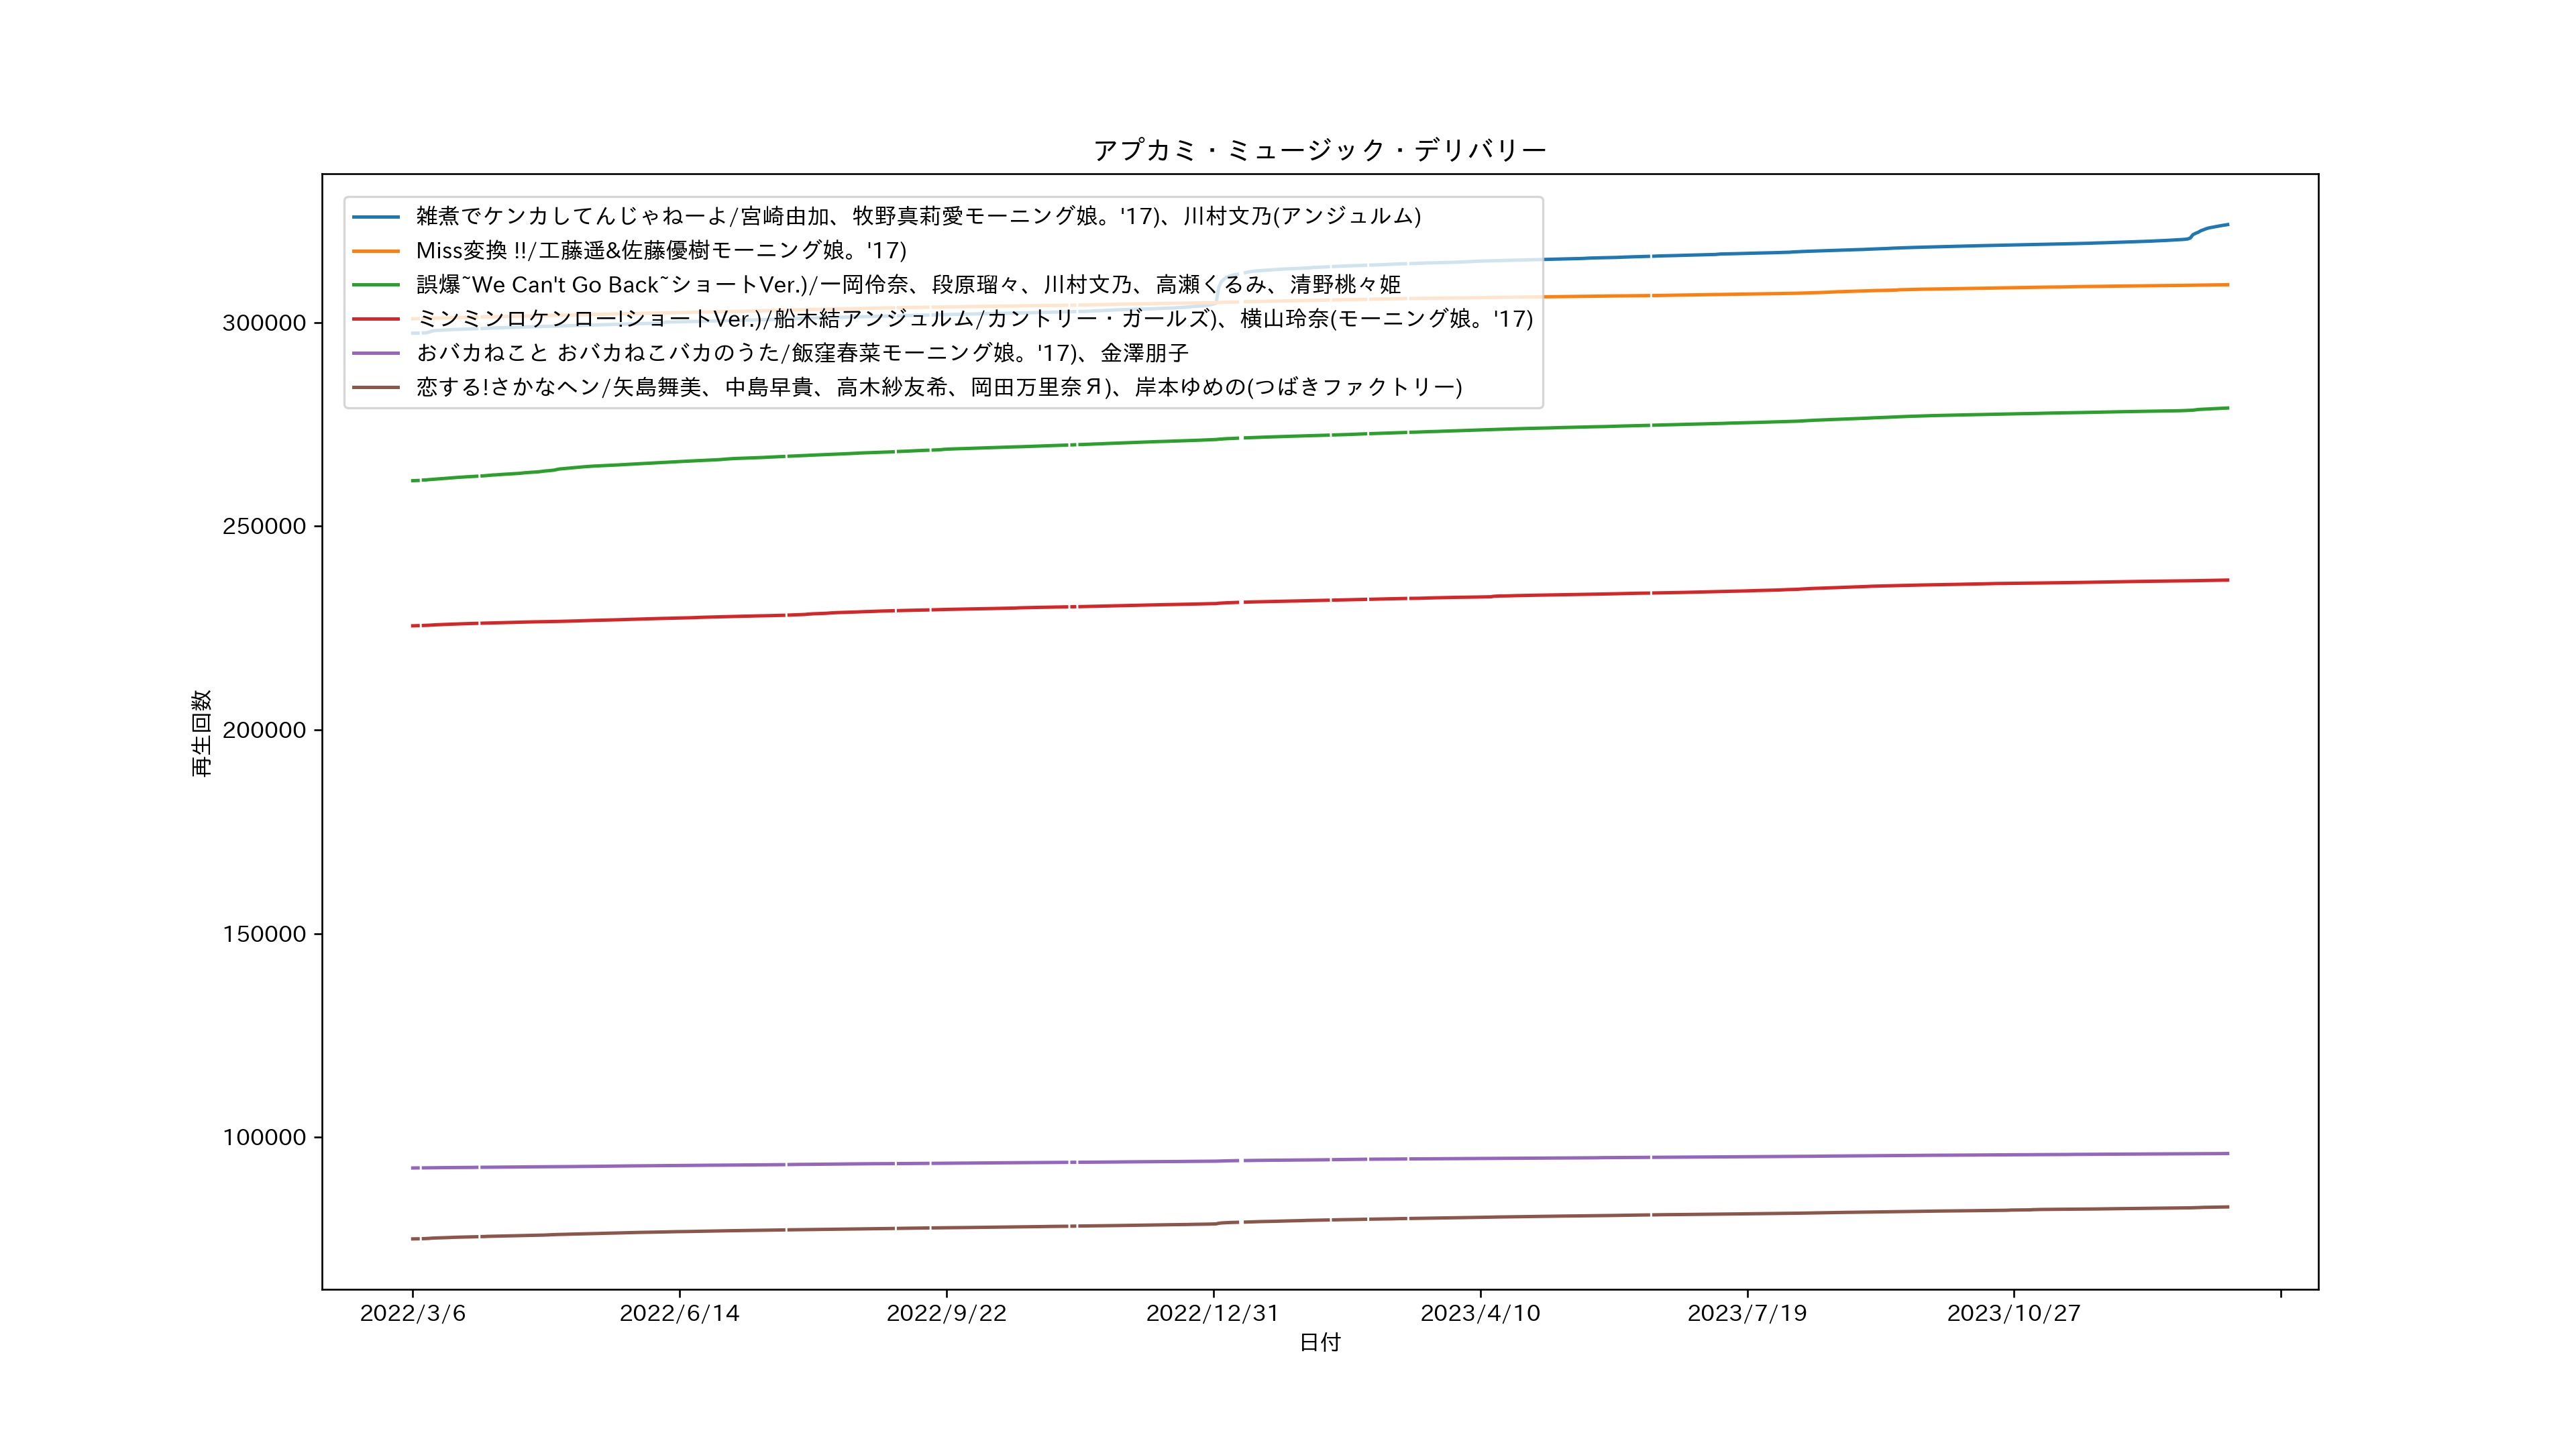 アプカミ・ミュージック・デリバリー
雑煮でケンカしてんじゃねーよ/宮崎由加、牧野真莉愛モーニング娘。'17)、川村文乃(アンジュルム)
Miss変換 !!/工藤遥&佐藤優樹モーニング娘。'17)
誤爆~We Can't Go Back~ショートVer.)/一岡伶奈、段原瑠々、川村文乃、高瀬くるみ、清野桃々姫
ミンミンロケンロー!ショートVer.)/船木結アンジュルム/カントリー・ガールズ)、横山玲奈(モーニング娘。'17)
おバカねこと おバカねこバカのうた/飯窪春菜モーニング娘。'17)、金澤朋子
恋する!さかなヘン/矢島舞美、中島早貴、高木紗友希、岡田万里奈Я)、岸本ゆめの(つばきファクトリー)
300000
250000
200000
150000
100000
再生回数
2022/3/6 2022/6/14 2022/9/22 2022/12/31 2023/4/10 2023/7/19 2023/10/27
日付